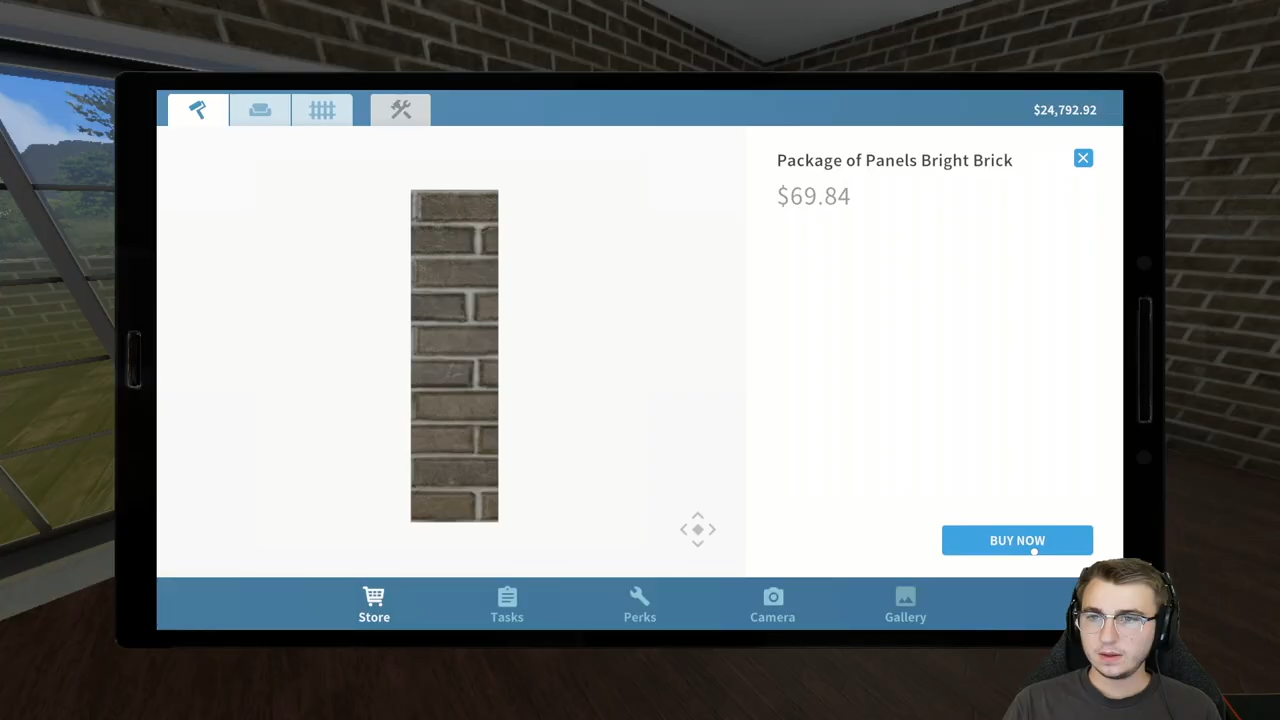 $24,792.92
Package of Panels Bright Brick
$69.84
BUY NOW
Store
Tasks
Perks
Camera
Gallery